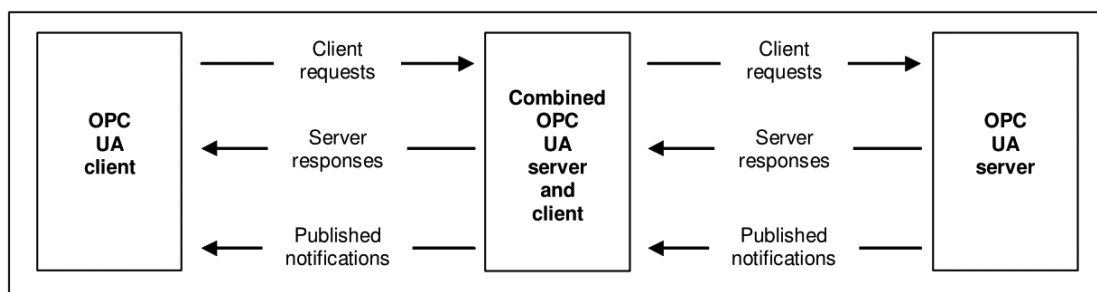 OPC
UA
client
Client
requests
Server
responses
Published
notifications
Combined
OPC
UA
server
and
client
Client
requests
Server
responses
Published
notifications
OPC
UA
server